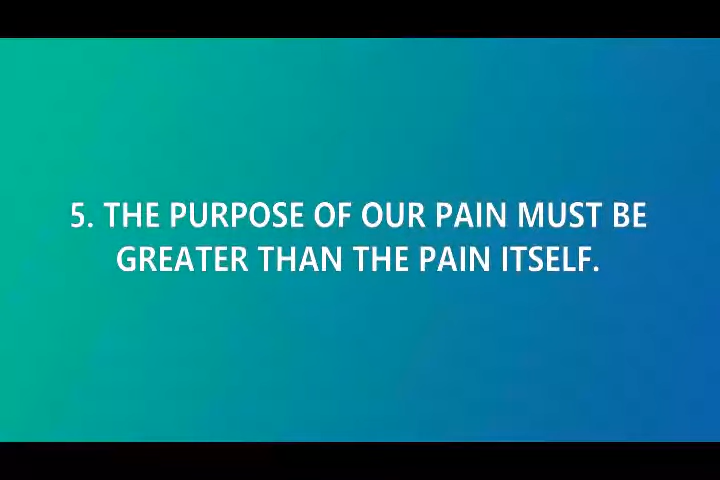 5. THE PURPOSE OF OUR PAIN MUST BE
GREATER THAN THE PAIN ITSELF.